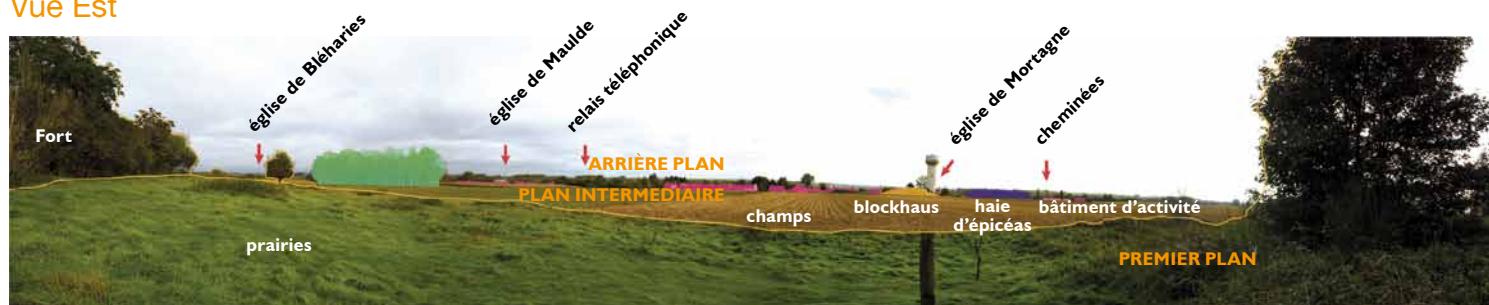 Vue Est
Fort
église de Bléharies
église de Maulde
relais téléphonique
église de Mortagne
cheminées
ARRIÈRE PLAN
PLAN INTERMEDIAIRE
champs
blockhaus
haie
d'épicéas
bâtiment d'activité
prairies
PREMIER PLAN